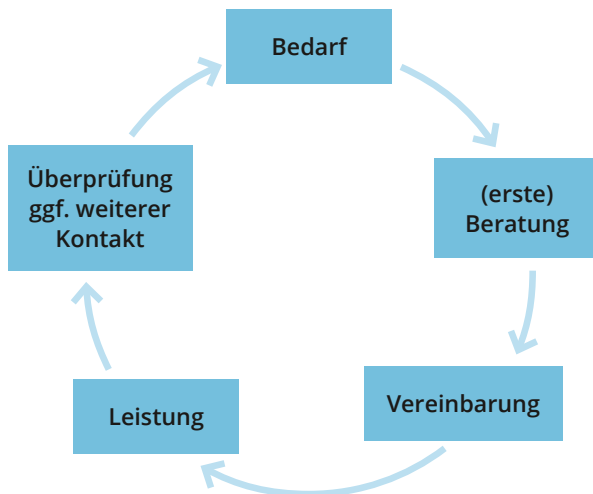 Bedarf
(erste)
Beratung
Vereinbarung
Leistung
Überprüfung
ggf. weiterer
Kontakt